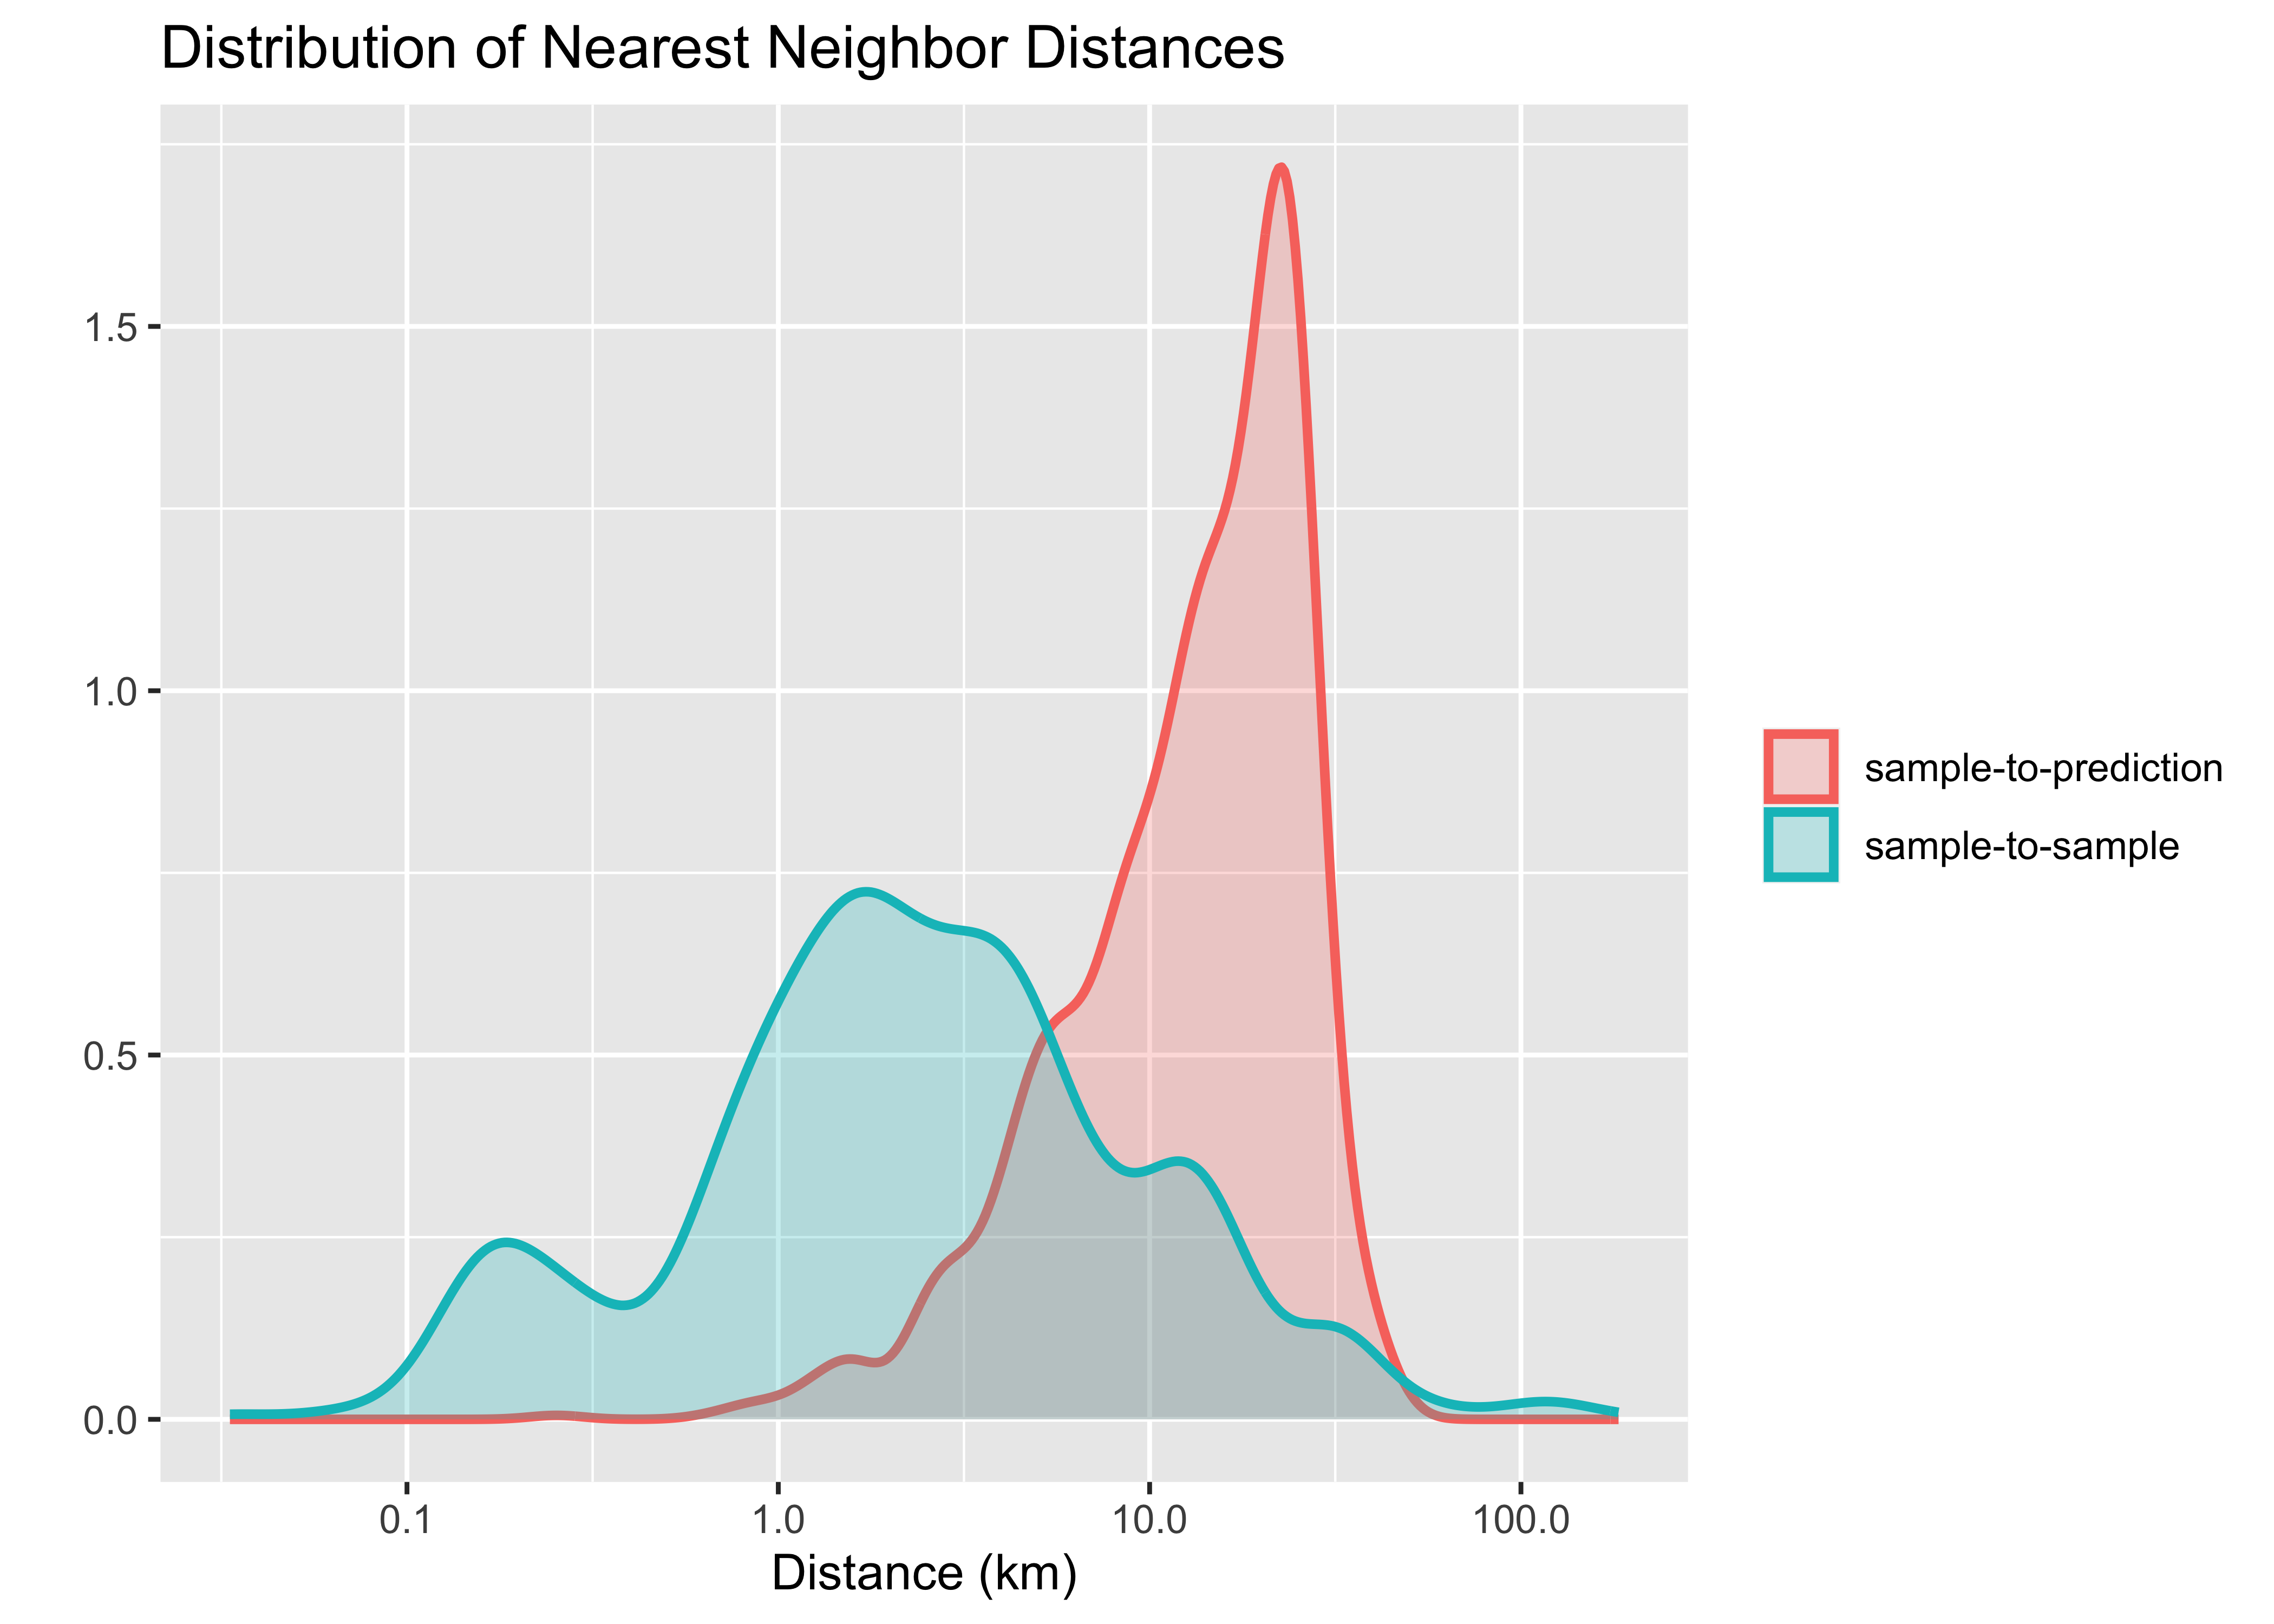 Distribution of Nearest Neighbor Distances
1.5
1.0
0.5
0.0
0.1 1.0 10.0 100.0
Distance (km)
sample-to-prediction
sample-to-sample